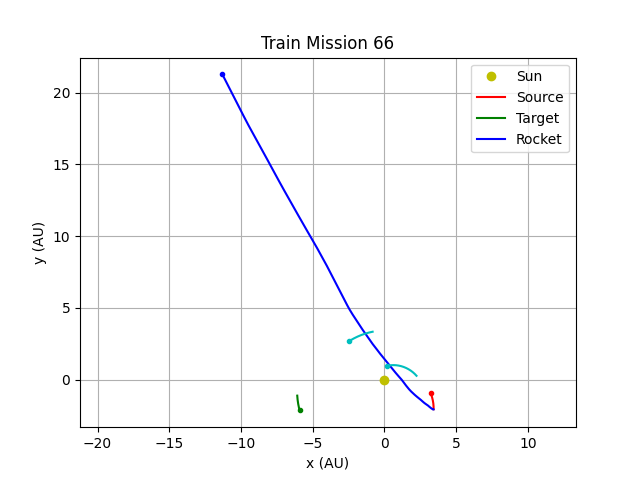 Train Mission 66
Sun
Source
Target
Rocket
20
15
10
5
0
y (AU)
−20
−15
−10
−5
0
5
10
x (AU)